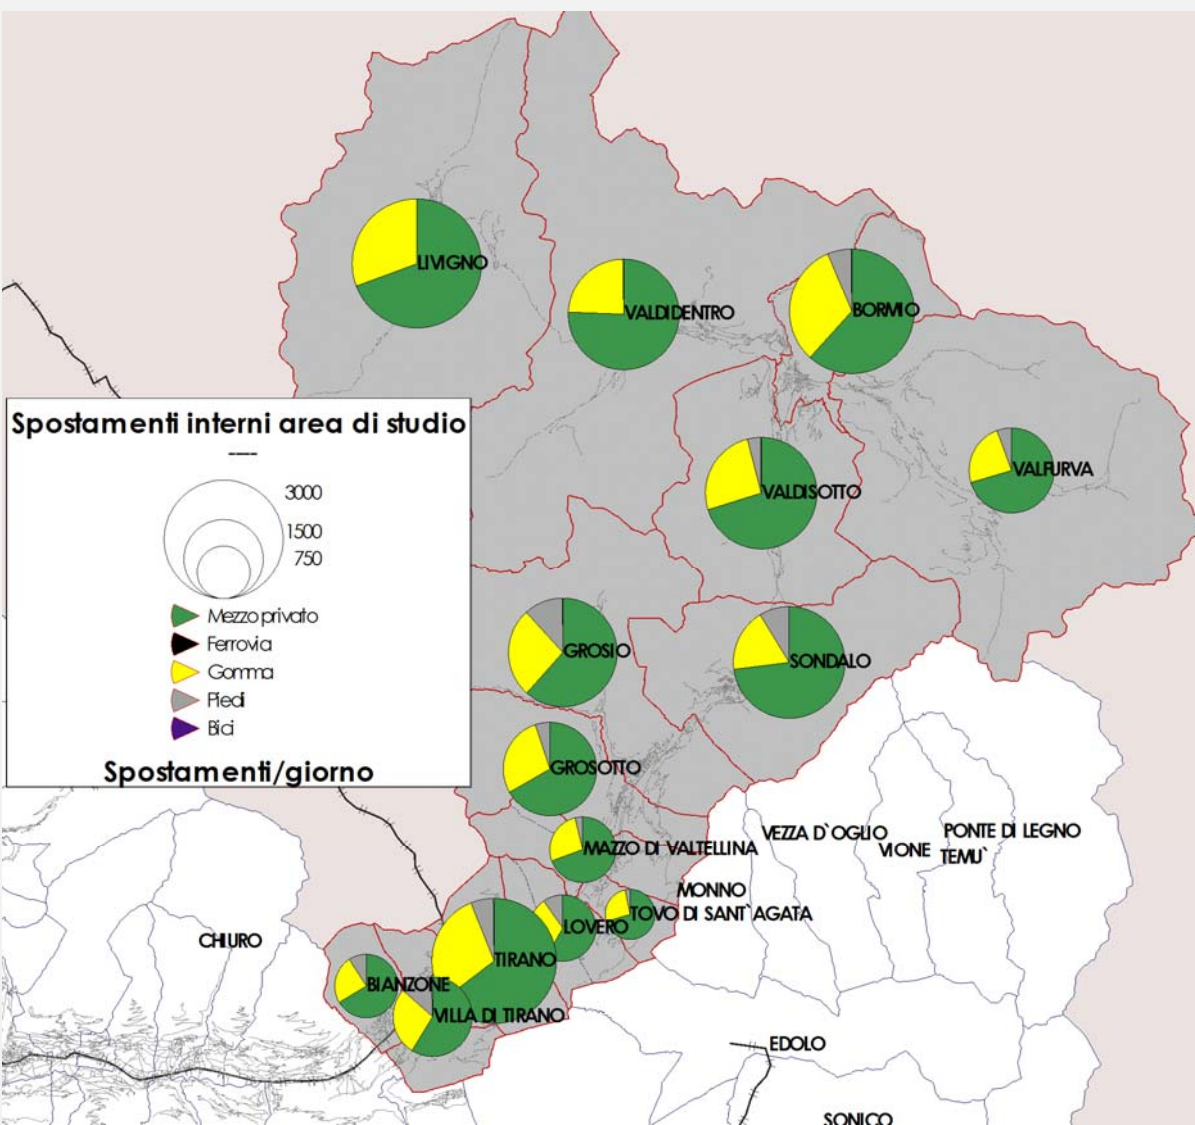 LIVIGNO
VALDIDENTRO
BORMIO
Spostamenti interni area di studio
----
3000
1500
750
Mezzo privato
Ferrovia
Gomma
Piedi
Bici
Spostamenti/giorno
VALFURVA
VALDISOTTO
GROSIO
SONDALO
GROSOTTO
MAZZO DI VALTELLINA
VEZZA D`OGLIO
VIONE
PONTE DI LEGNO
TEMU`
MONNO
TOVO DI SANT`AGATA
LOVERO
CHIURO
TIRANO
BIANZONE
VILLA DI TIRANO
EDOLO
SONICO